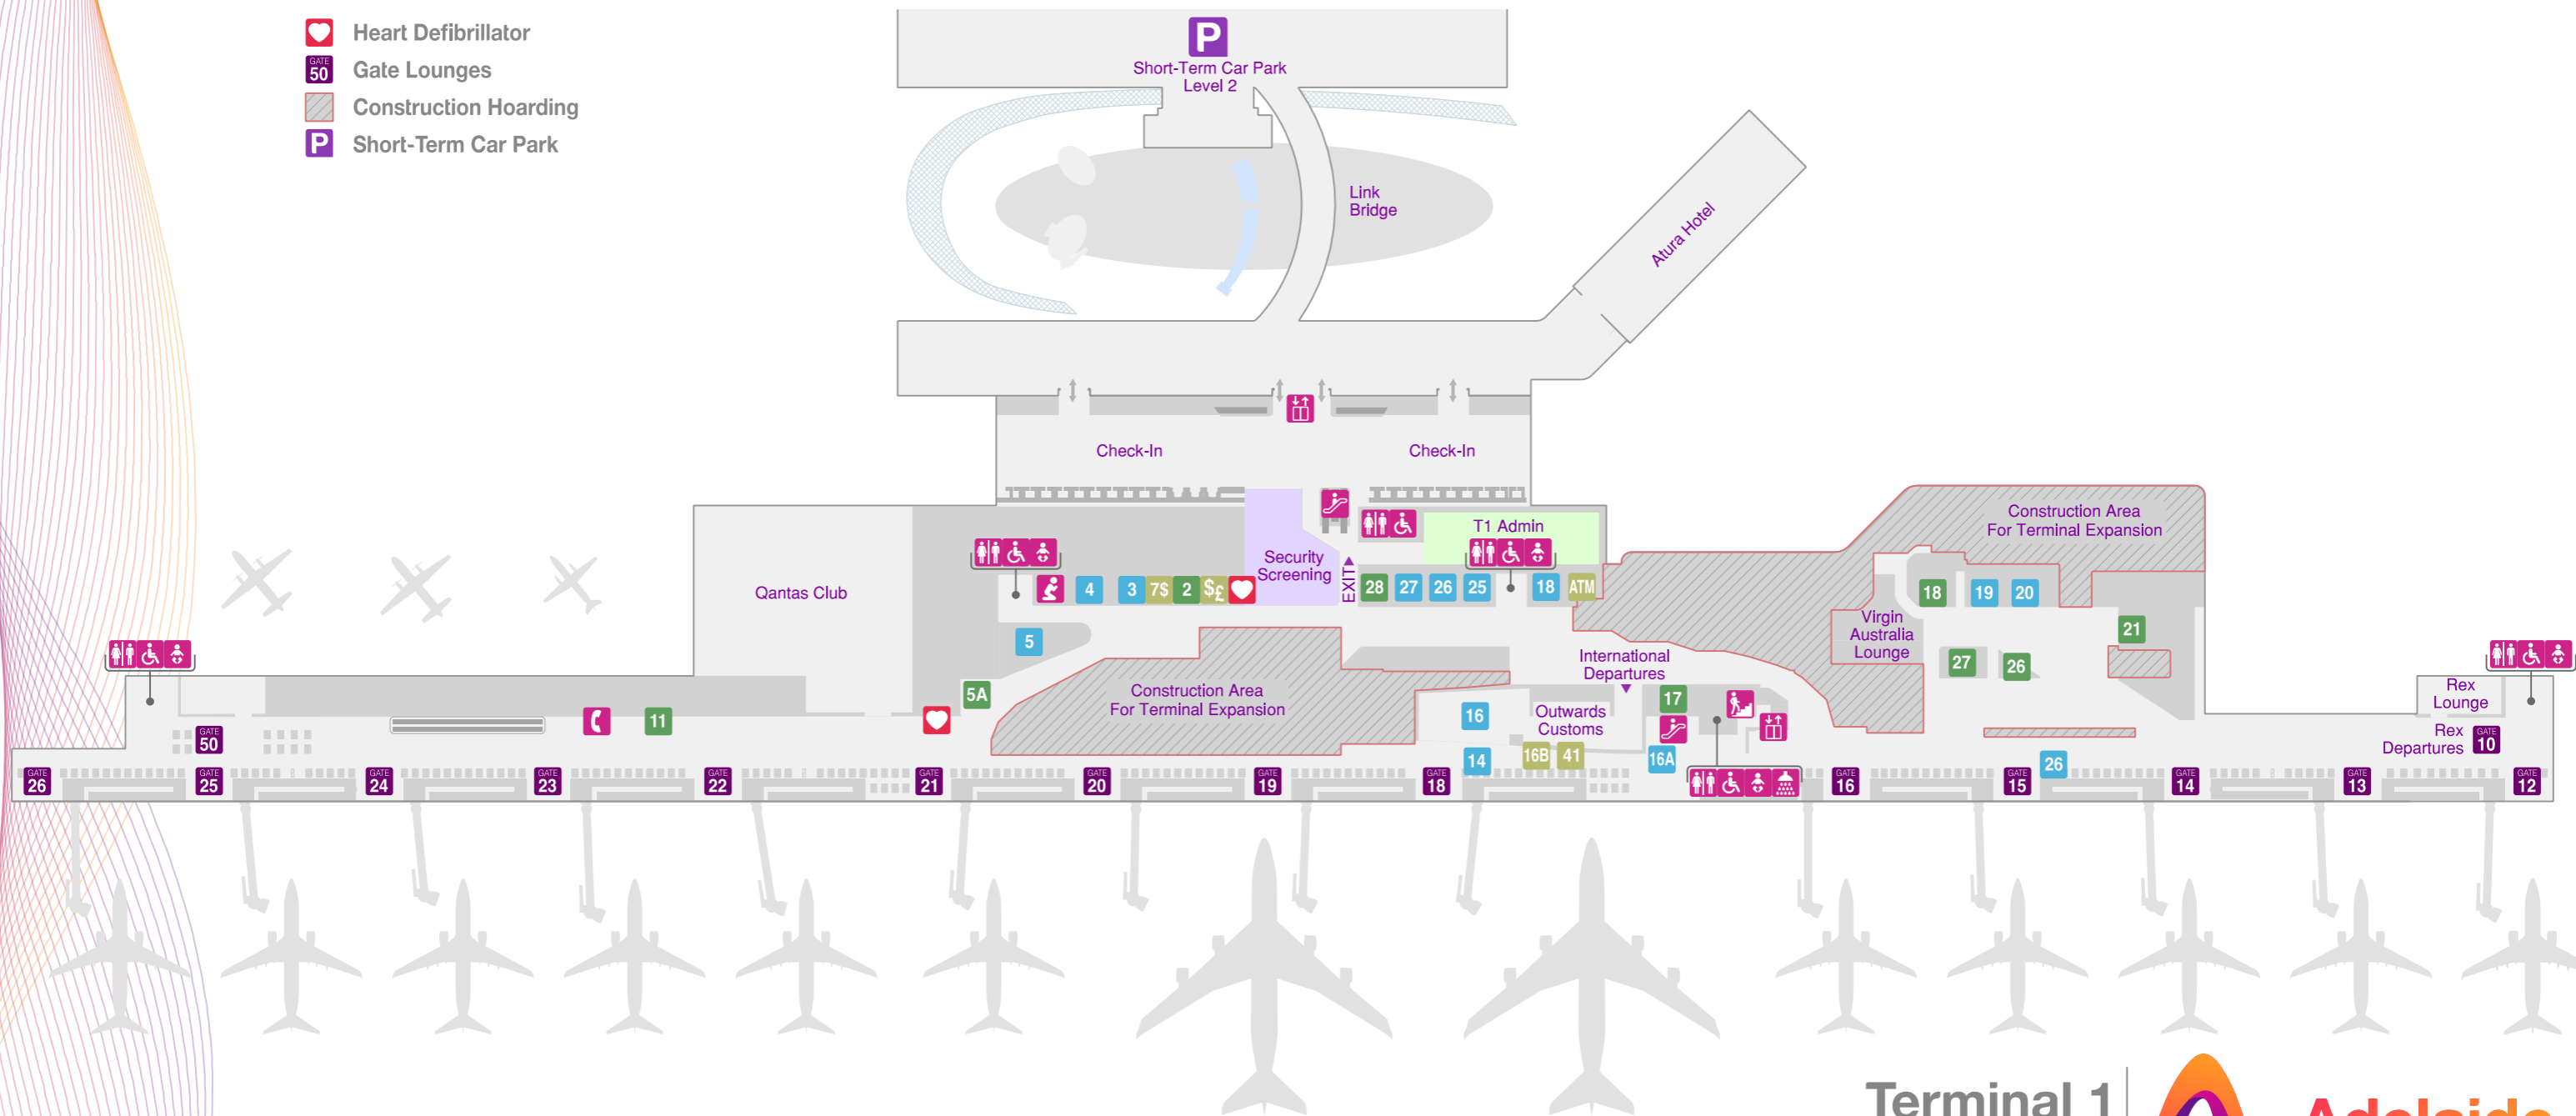 Heart Defibrillator
GATE 50 Gate Lounges
Construction Hoarding
P Short-Term Car Park
P
Short-Term Car Park
Level 2
Link
Bridge
Atura Hotel
Check-In
Check-In
Qantas Club
Security
Screening
EXIT
T1 Admin
4
3
7$
2
$£
28
27
26
25
18
ATM
5
5A
11
Construction Area
For Terminal Expansion
International
Departures
Outwards
Customs
16
14
16B
41
17
16A
Construction Area
For Terminal Expansion
Virgin
Australia
Lounge
18
19
20
21
27
26
26
Rex
Lounge
Rex
Departures
GATE 10
GATE 50
GATE 26
GATE 25
GATE 24
GATE 23
GATE 22
GATE 21
GATE 20
GATE 19
GATE 18
GATE 16
GATE 15
GATE 14
GATE 13
GATE 12
Terminal 1
Adelaide